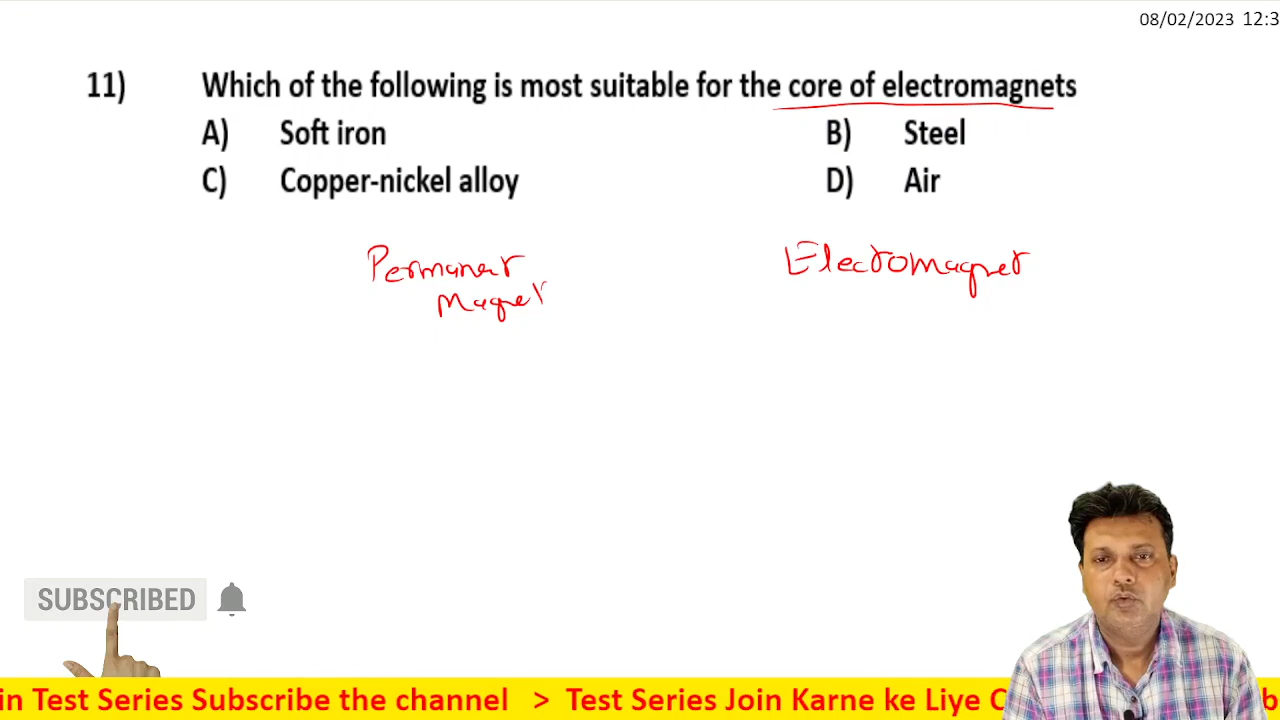 08/02/2023 12:3
11) Which of the following is most suitable for the core of electromagnets
A) Soft iron B) Steel
C) Copper-nickel alloy D) Air
Permanent Electromagnet
Magnet
SUBSCRIBED
in Test Series Subscribe the channel > Test Series Join Karne ke Liye C b